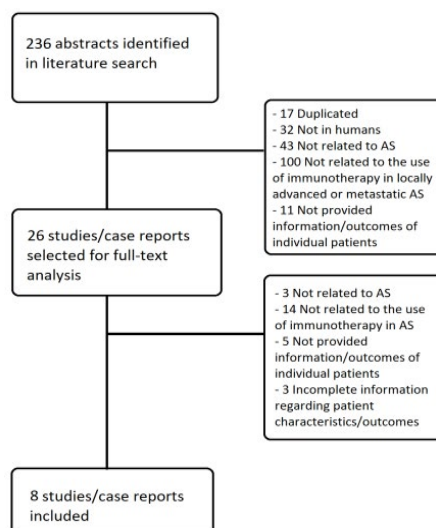 236 abstracts identified
in literature search
- 17 Duplicated
- 32 Not in humans
- 43 Not related to AS
- 100 Not related to the use
of immunotherapy in locally
advanced or metastatic AS
- 11 Not provided
information/outcomes of
individual patients
26 studies/case reports
selected for full-text
analysis
- 3 Not related to AS
- 14 Not related to the use
of immunotherapy in AS
- 5 Not provided
information/outcomes of
individual patients
- 3 Incomplete information
regarding patient
characteristics/outcomes
8 studies/case reports
included